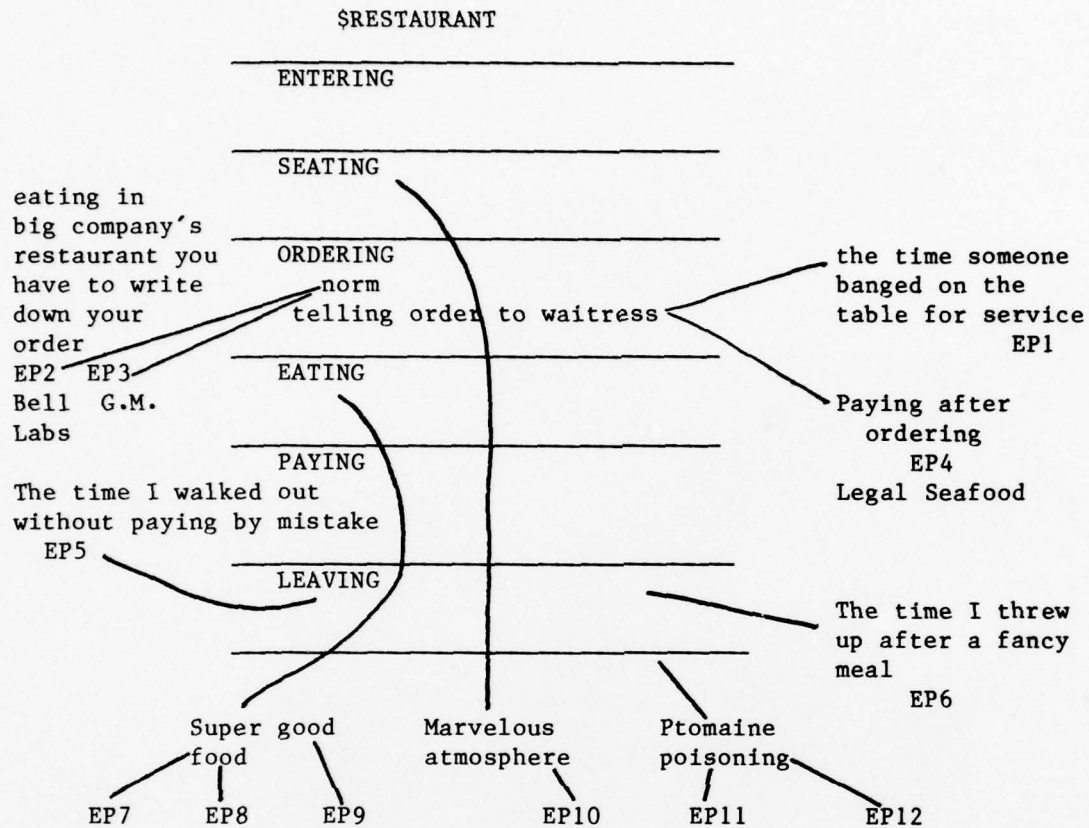 $RESTAURANT
ENTERING
SEATING
eating in
big company's
restaurant you
have to write
down your
order
EP2 EP3
Bell G.M.
Labs
ORDERING
norm
telling order to waitress
the time someone
banged on the
table for service
EP1
EATING
Paying after
ordering
EP4
Legal Seafood
PAYING
The time I walked out
without paying by mistake
EP5
LEAVING
The time I threw
up after a fancy
meal
EP6
Super good
food
Marvelous
atmosphere
Ptomaine
poisoning
EP7 EP8 EP9 EP10 EP11 EP12